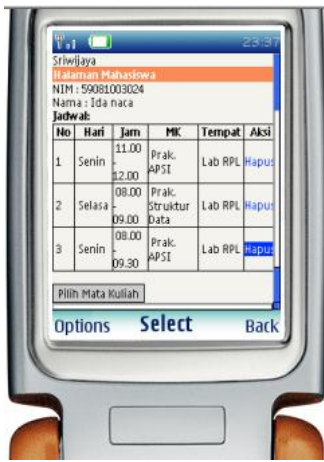 23:37
Sriwijaya
Halaman Mahasiswa
NIM : 59081003024
Nama : Ida naca
Jadwal:
No Hari Jam MK Tempat Aksi
1 Senin 11.00 - 12.00 Prak. APSI Lab RPL Hapus
2 Selasa 08.00 - 09.00 Prak. Struktur Data Lab RPL Hapus
3 Senin 08.00 - 09.30 Prak. APSI Lab RPL Hapus
Pilih Mata Kuliah
Options Select Back